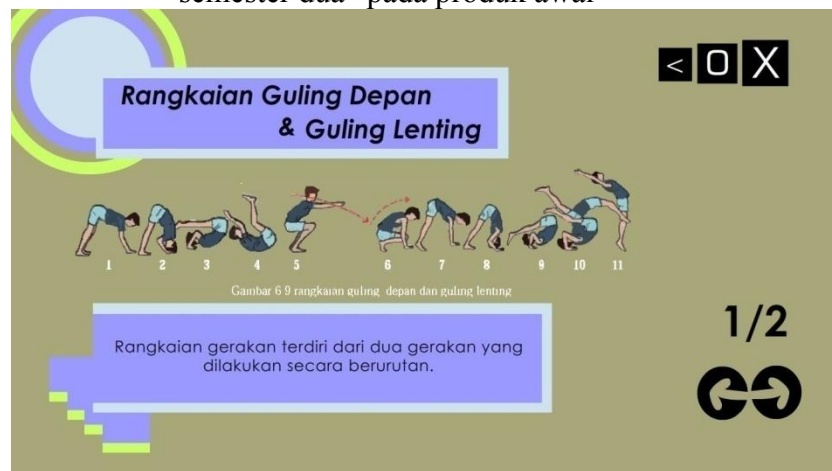 semester dua" pada produk awal
< O X
Rangkaian Guling Depan
& Guling Lenting
1 2 3 4 5 6 7 8 9 10 11
Gambar 6 9 rangkaian guling depan dan guling lenting
Rangkaian gerakan terdiri dari dua gerakan yang
dilakukan secara berurutan.
1/2